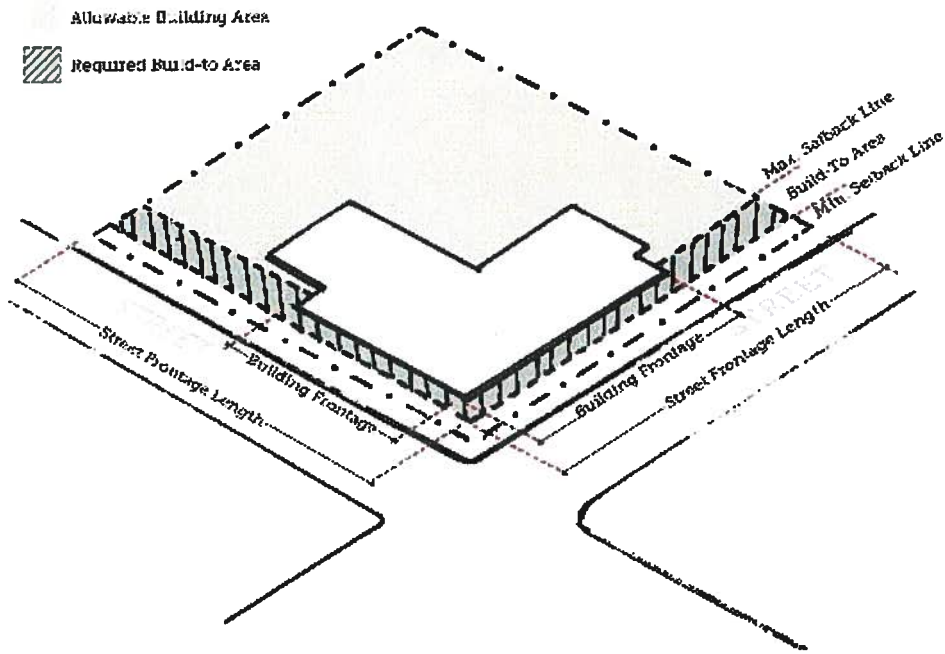 Allowable Building Area
Required Build-to Area
Max. Setback Line
Build-To Area
Min. Setback Line
STREET
Street Frontage Length
Building Frontage
Building Frontage
Street Frontage Length